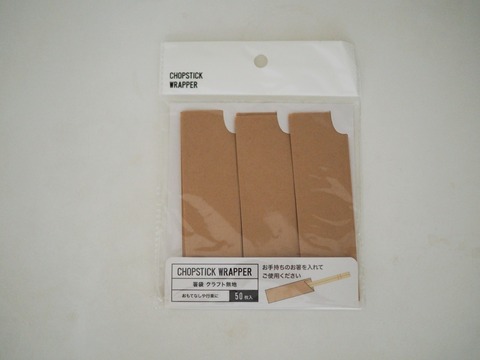 CHOPSTICK
WRAPPER
CHOPSTICK WRAPPER
箸袋 クラフト無地
おもてなしや行事に
50枚入
お手持ちのお箸を入れて
ご使用ください